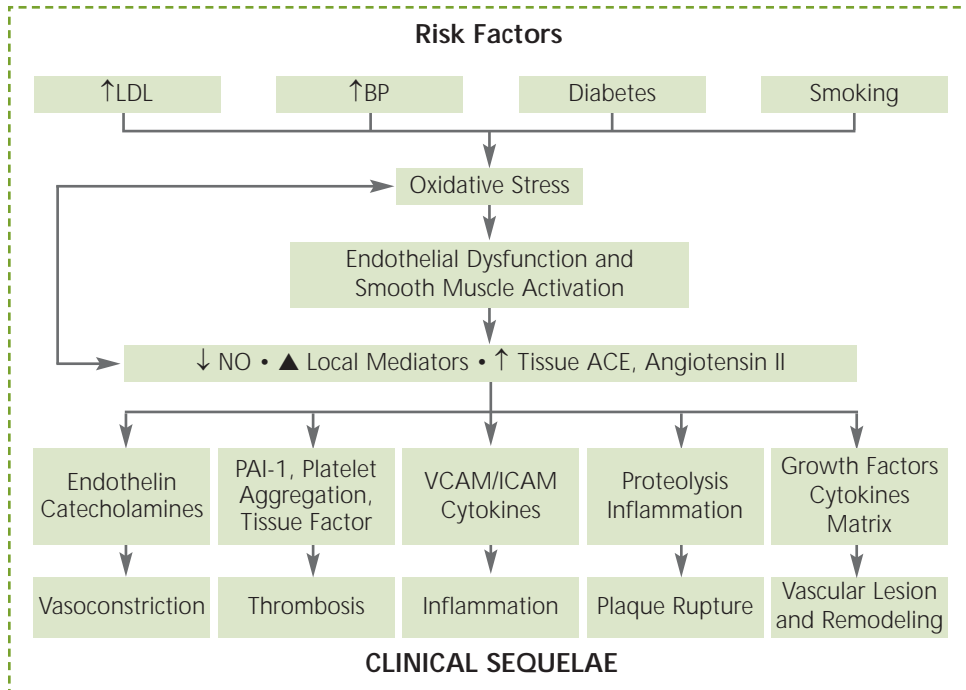 Risk Factors
↑LDL
↑BP
Diabetes
Smoking
Oxidative Stress
Endothelial Dysfunction and
Smooth Muscle Activation
↓ NO • ▲ Local Mediators • ↑ Tissue ACE, Angiotensin II
Endothelin
Catecholamines
PAI-1, Platelet
Aggregation,
Tissue Factor
VCAM/ICAM
Cytokines
Proteolysis
Inflammation
Growth Factors
Cytokines
Matrix
Vasoconstriction
Thrombosis
Inflammation
Plaque Rupture
Vascular Lesion
and Remodeling
CLINICAL SEQUELAE